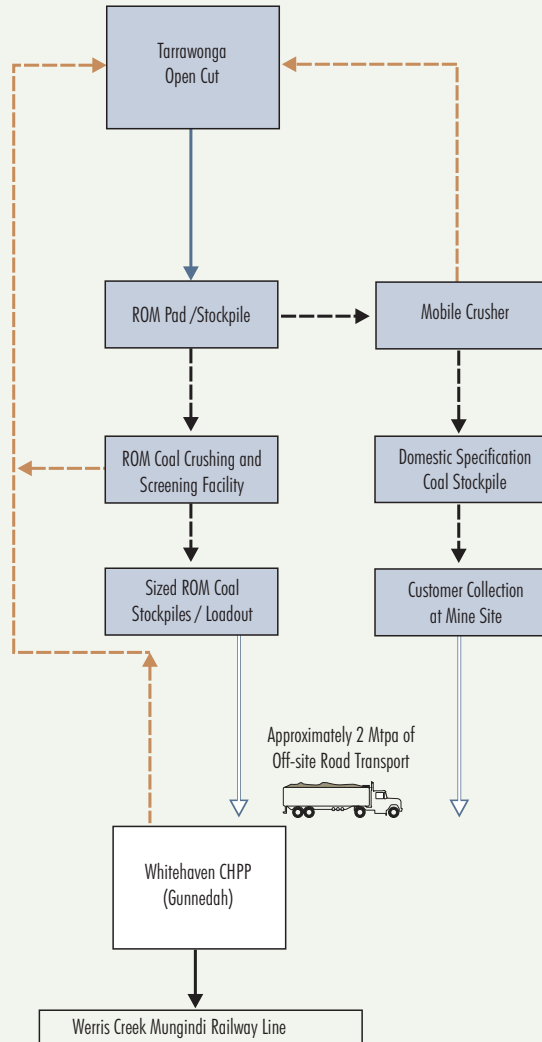 Tarrawonga
Open Cut
ROM Pad /Stockpile
Mobile Crusher
ROM Coal Crushing and
Screening Facility
Domestic Specification
Coal Stockpile
Sized ROM Coal
Stockpiles / Loadout
Customer Collection
at Mine Site
Approximately 2 Mtpa of
Off-site Road Transport
Whitehaven CHPP
(Gunnedah)
Werris Creek Mungindi Railway Line